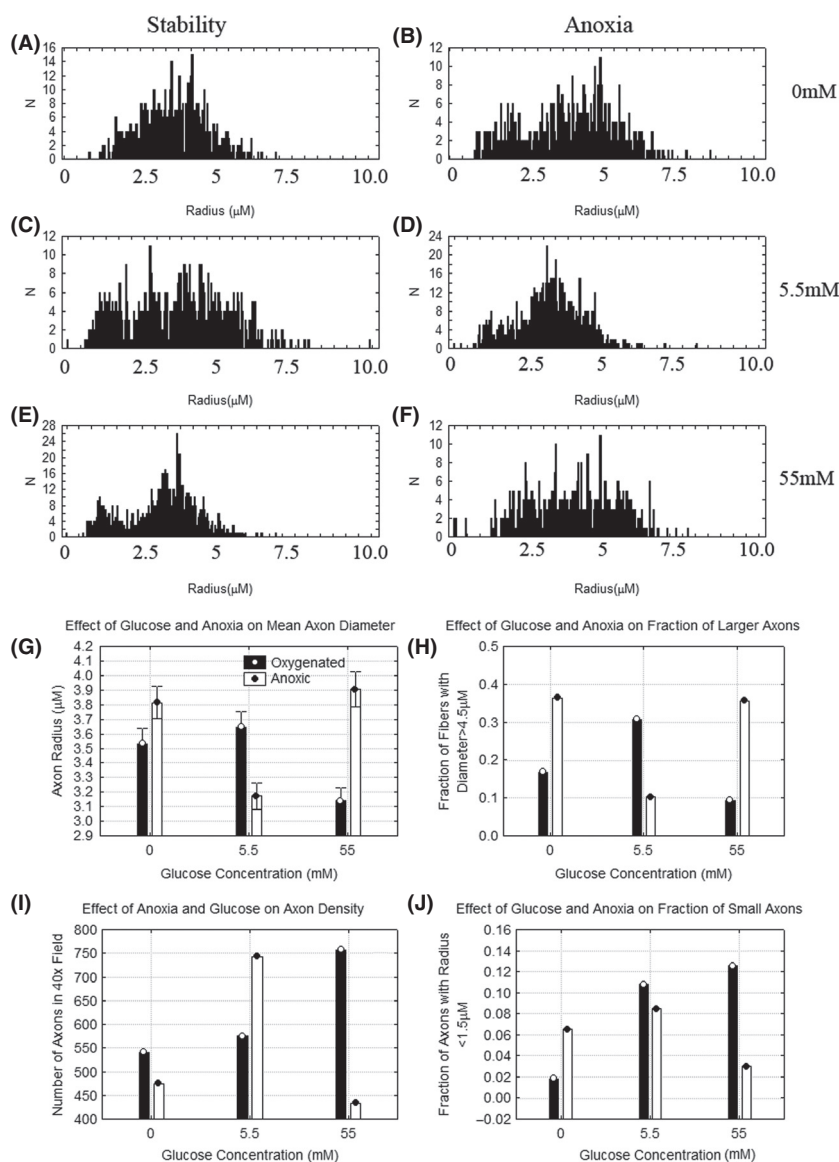 Stability
Anoxia
(A)
16
14
12
10
8
6
4
2
0
N
0 2.5 5 7.5 10.0
Radius (µM)
(B)
12
10
8
6
4
2
0
N
0 2.5 5 7.5 10.0
Radius(µM)
0mM
(C)
12
10
8
6
4
2
0
N
0 2.5 5 7.5 10.0
Radius(µM)
(D)
24
20
16
12
8
4
0
N
0 2.5 5 7.5 10.0
Radius(µM)
5.5mM
(E)
28
24
20
16
12
8
4
0
N
0 2.5 5 7.5 10.0
Radius(µM)
(F)
12
10
8
6
4
2
0
N
0 2.5 5 7.5 10.0
Radius(µM)
55mM
(G)
Effect of Glucose and Anoxia on Mean Axon Diameter
4.2
4.1
4.0
3.9
3.8
3.7
3.6
3.5
3.4
3.3
3.2
3.1
3.0
2.9
Axon Radius (µM)
Oxygenated
Anoxic
0 5.5 55
Glucose Concentration (mM)
(H)
Effect of Glucose and Anoxia on Fraction of Larger Axons
0.5
0.4
0.3
0.2
0.1
0.0
Fraction of Fibers with
Diameter>4.5µM
0 5.5 55
Glucose Concentration (mM)
(I)
Effect of Anoxia and Glucose on Axon Density
800
750
700
650
600
550
500
450
400
Number of Axons in 40x Field
0 5.5 55
Glucose Concentration (mM)
(J)
Effect of Glucose and Anoxia on Fraction of Small Axons
0.16
0.14
0.12
0.10
0.08
0.06
0.04
0.02
0.00
−0.02
Fraction of Axons with Radius
<1.5µM
0 5.5 55
Glucose Concentration (mM)